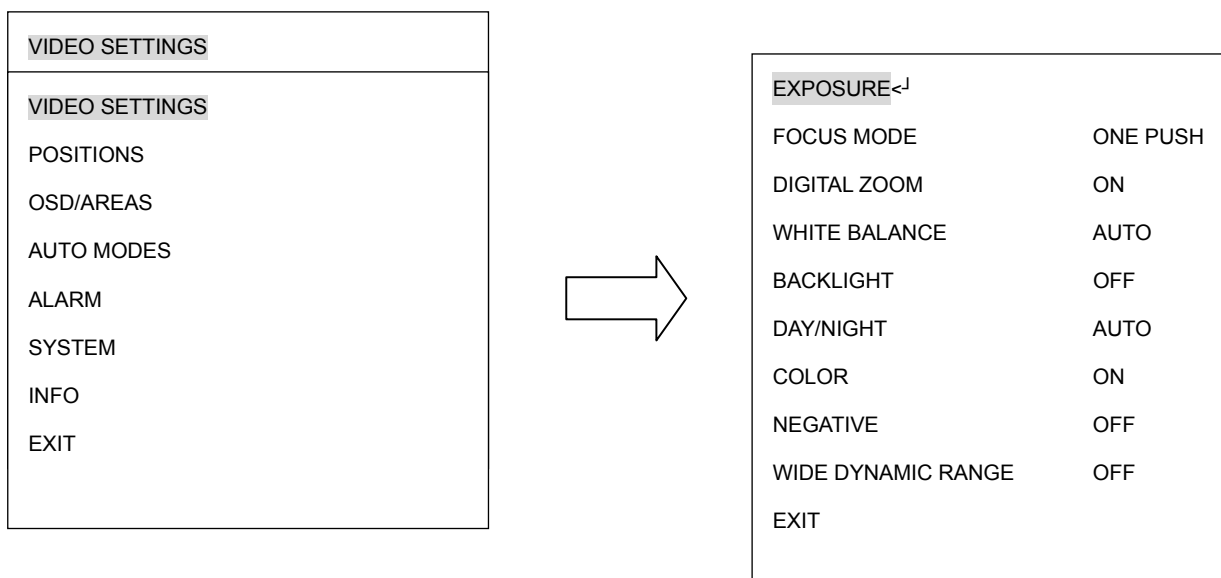 VIDEO SETTINGS
VIDEO SETTINGS
POSITIONS
OSD/AREAS
AUTO MODES
ALARM
SYSTEM
INFO
EXIT
EXPOSURE<┘
FOCUS MODE ONE PUSH
DIGITAL ZOOM ON
WHITE BALANCE AUTO
BACKLIGHT OFF
DAY/NIGHT AUTO
COLOR ON
NEGATIVE OFF
WIDE DYNAMIC RANGE OFF
EXIT